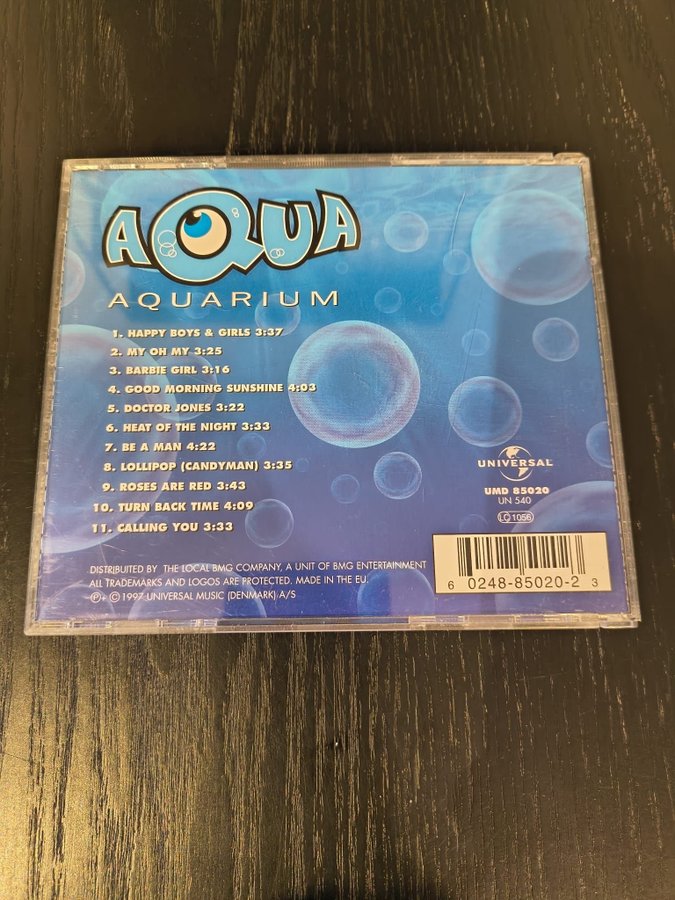 AQUA
AQUARIUM
1. HAPPY BOYS & GIRLS 3:37
2. MY OH MY 3:25
3. BARBIE GIRL 3:16
4. GOOD MORNING SUNSHINE 4:03
5. DOCTOR JONES 3:22
6. HEAT OF THE NIGHT 3:33
7. BE A MAN 4:22
8. LOLLIPOP (CANDYMAN) 3:35
9. ROSES ARE RED 3:43
10. TURN BACK TIME 4:09
11. CALLING YOU 3:33
UNIVERSAL
UMD 85020
UN 540
LC 1056
DISTRIBUITED BY THE LOCAL BMG COMPANY, A UNIT OF BMG ENTERTAINMENT
ALL TRADEMARKS AND LOGOS ARE PROTECTED. MADE IN THE EU.
℗+ © 1997 UNIVERSAL MUSIC (DENMARK) A/S
6 0248-85020-2 3